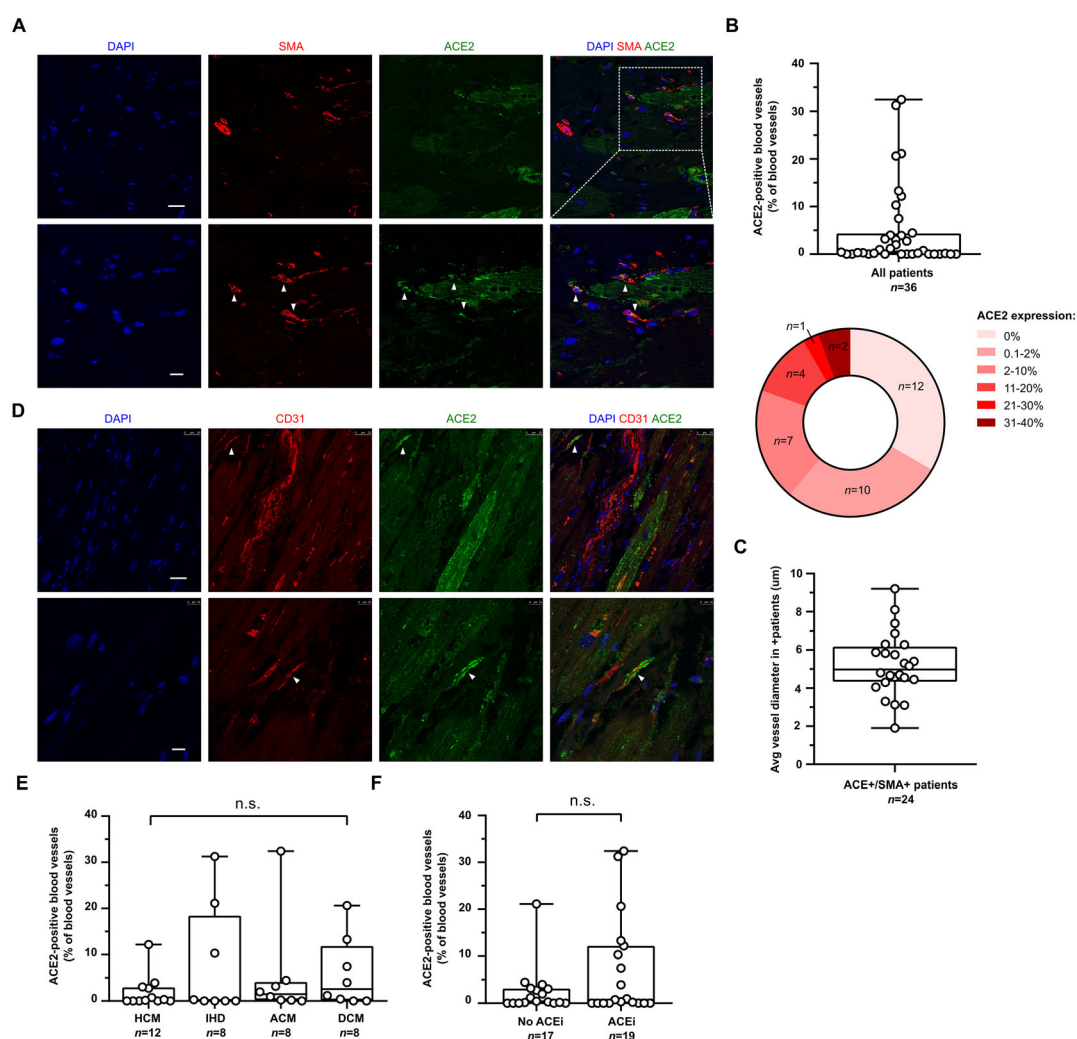 A
DAPI
SMA
ACE2
DAPI SMA ACE2
B
ACE2-positive blood vessels
(% of blood vessels)
40
30
20
10
0
All patients
n=36
ACE2 expression:
0%
0.1-2%
2-10%
11-20%
21-30%
31-40%
n=1
n=2
n=4
n=12
n=7
n=10
D
DAPI
CD31
ACE2
DAPI CD31 ACE2
C
Avg vessel diameter in +patients (um)
10
8
6
4
2
0
ACE+/SMA+ patients
n=24
E
n.s.
ACE2-positive blood vessels
(% of blood vessels)
40
30
20
10
0
HCM
n=12
IHD
n=8
ACM
n=8
DCM
n=8
F
n.s.
ACE2-positive blood vessels
(% of blood vessels)
40
30
20
10
0
No ACEi
n=17
ACEi
n=19